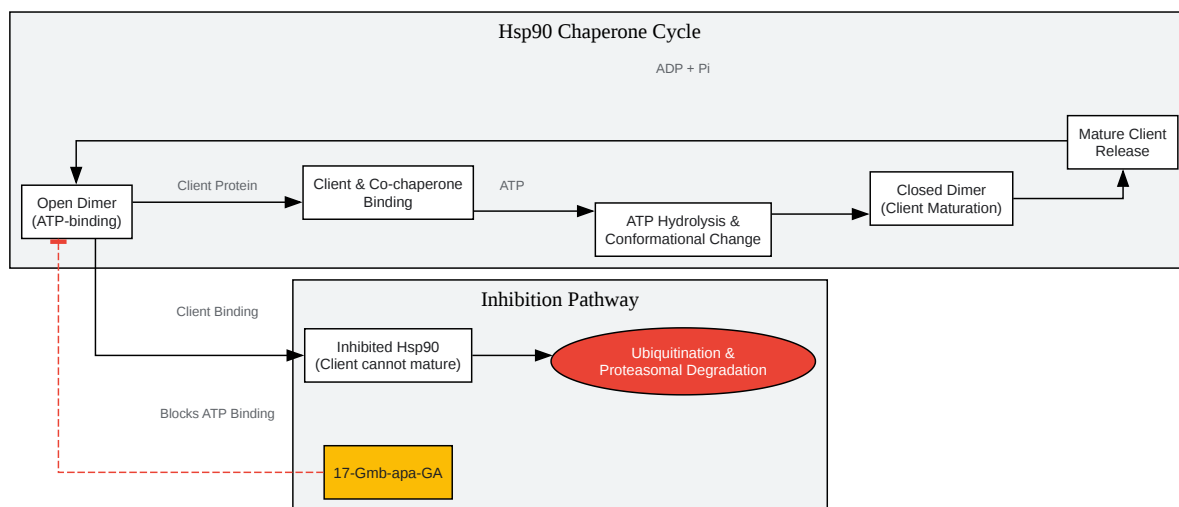 Hsp90 Chaperone Cycle
ADP + Pi
Mature Client
Release
Client Protein
Client & Co-chaperone
Binding
ATP
Closed Dimer
(Client Maturation)
Open Dimer
(ATP-binding)
ATP Hydrolysis &
Conformational Change
Inhibition Pathway
Client Binding
Inhibited Hsp90
(Client cannot mature)
Ubiquitination &
Proteasomal Degradation
Blocks ATP Binding
17-Gmb-apa-GA